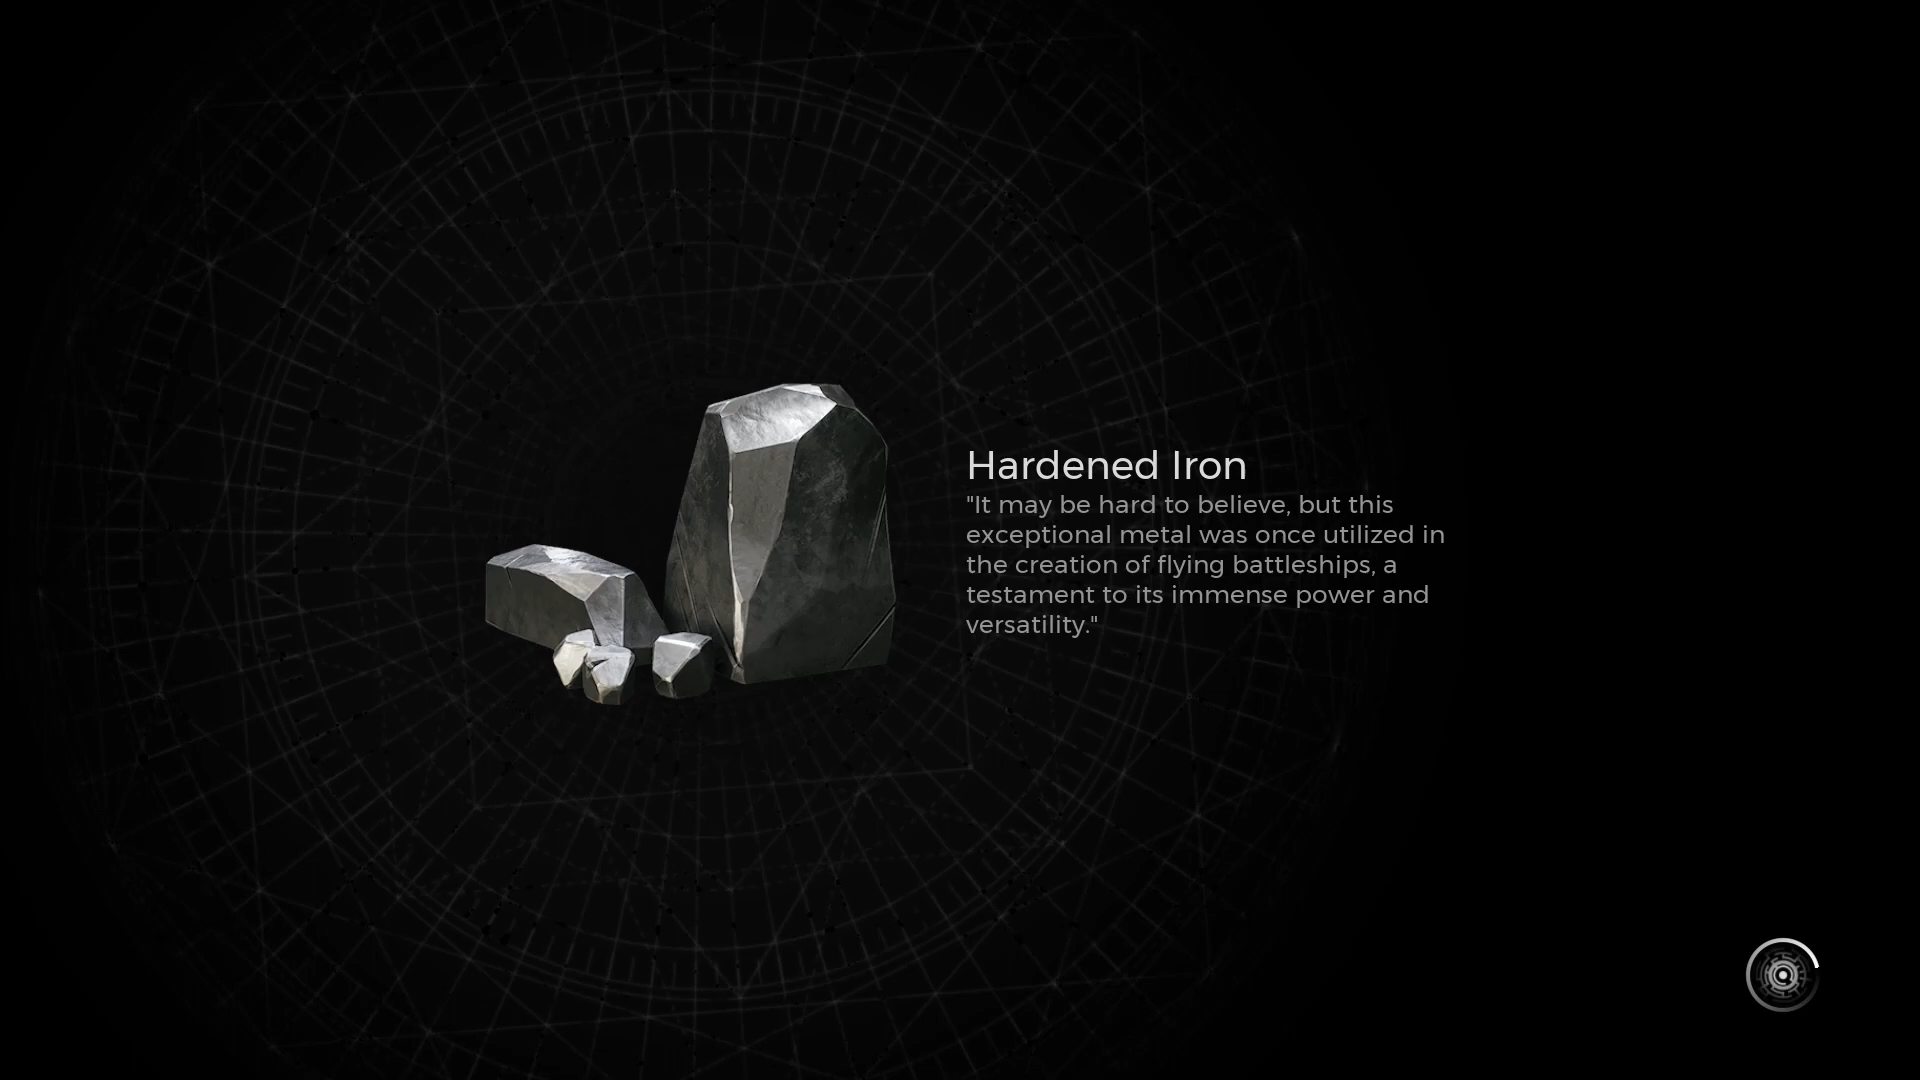 Hardened Iron
"It may be hard to believe, but this
exceptional metal was once utilized in
the creation of flying battleships, a
testament to its immense power and
versatility."